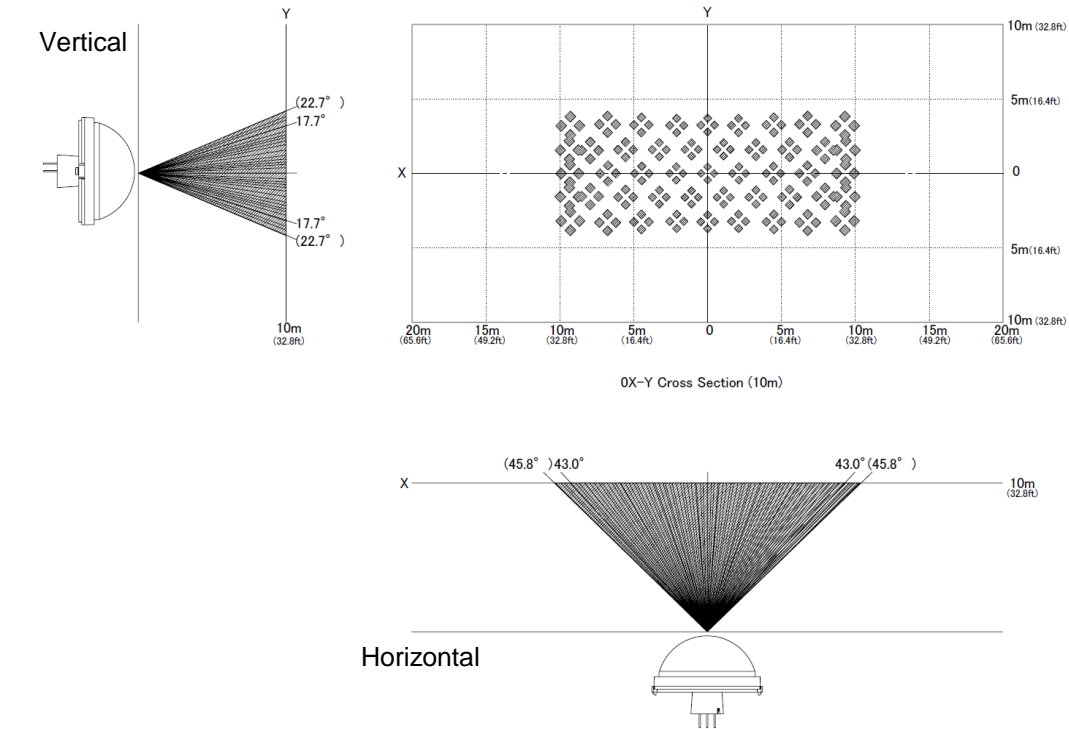 Vertical
Y
(22.7° )
17.7°
17.7°
(22.7° )
10m
(32.8ft)
Y
10m (32.8ft)
5m(16.4ft)
X
0
5m(16.4ft)
10m (32.8ft)
20m 15m 10m 5m 0 5m 10m 15m 20m
(65.6ft) (49.2ft) (32.8ft) (16.4ft) (16.4ft) (32.8ft) (49.2ft) (65.6ft)
0X-Y Cross Section (10m)
(45.8° )43.0° 43.0°(45.8° )
X
10m
(32.8ft)
Horizontal